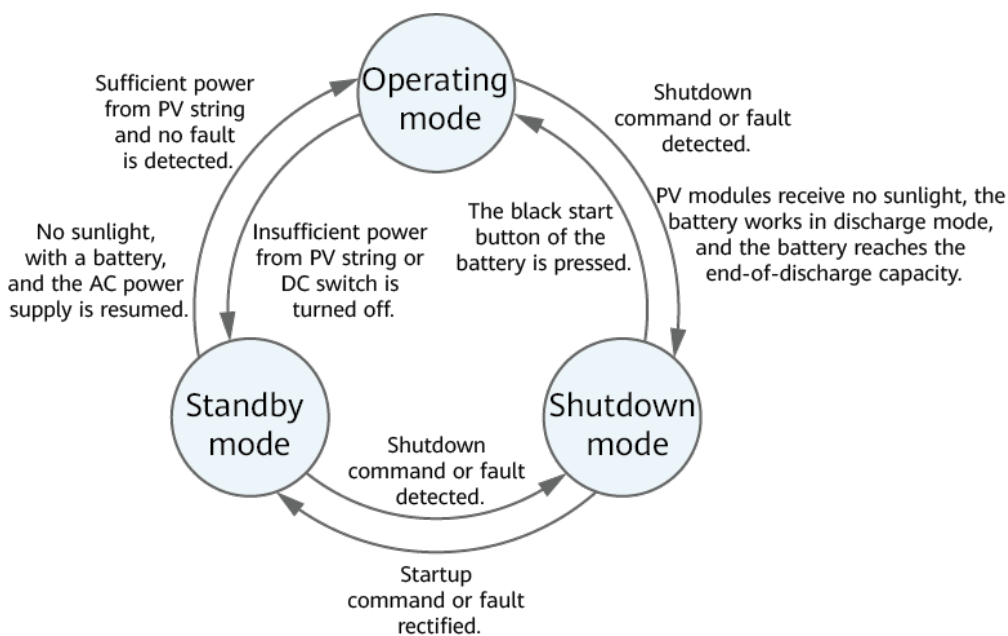 Operating
mode
Sufficient power
from PV string
and no fault
is detected.
Shutdown
command or fault
detected.
No sunlight,
with a battery,
and the AC power
supply is resumed.
Insufficient power
from PV string or
DC switch is
turned off.
The black start
button of the
battery is pressed.
PV modules receive no sunlight, the
battery works in discharge mode,
and the battery reaches the
end-of-discharge capacity.
Standby
mode
Shutdown
mode
Shutdown
command or fault
detected.
Startup
command or fault
rectified.